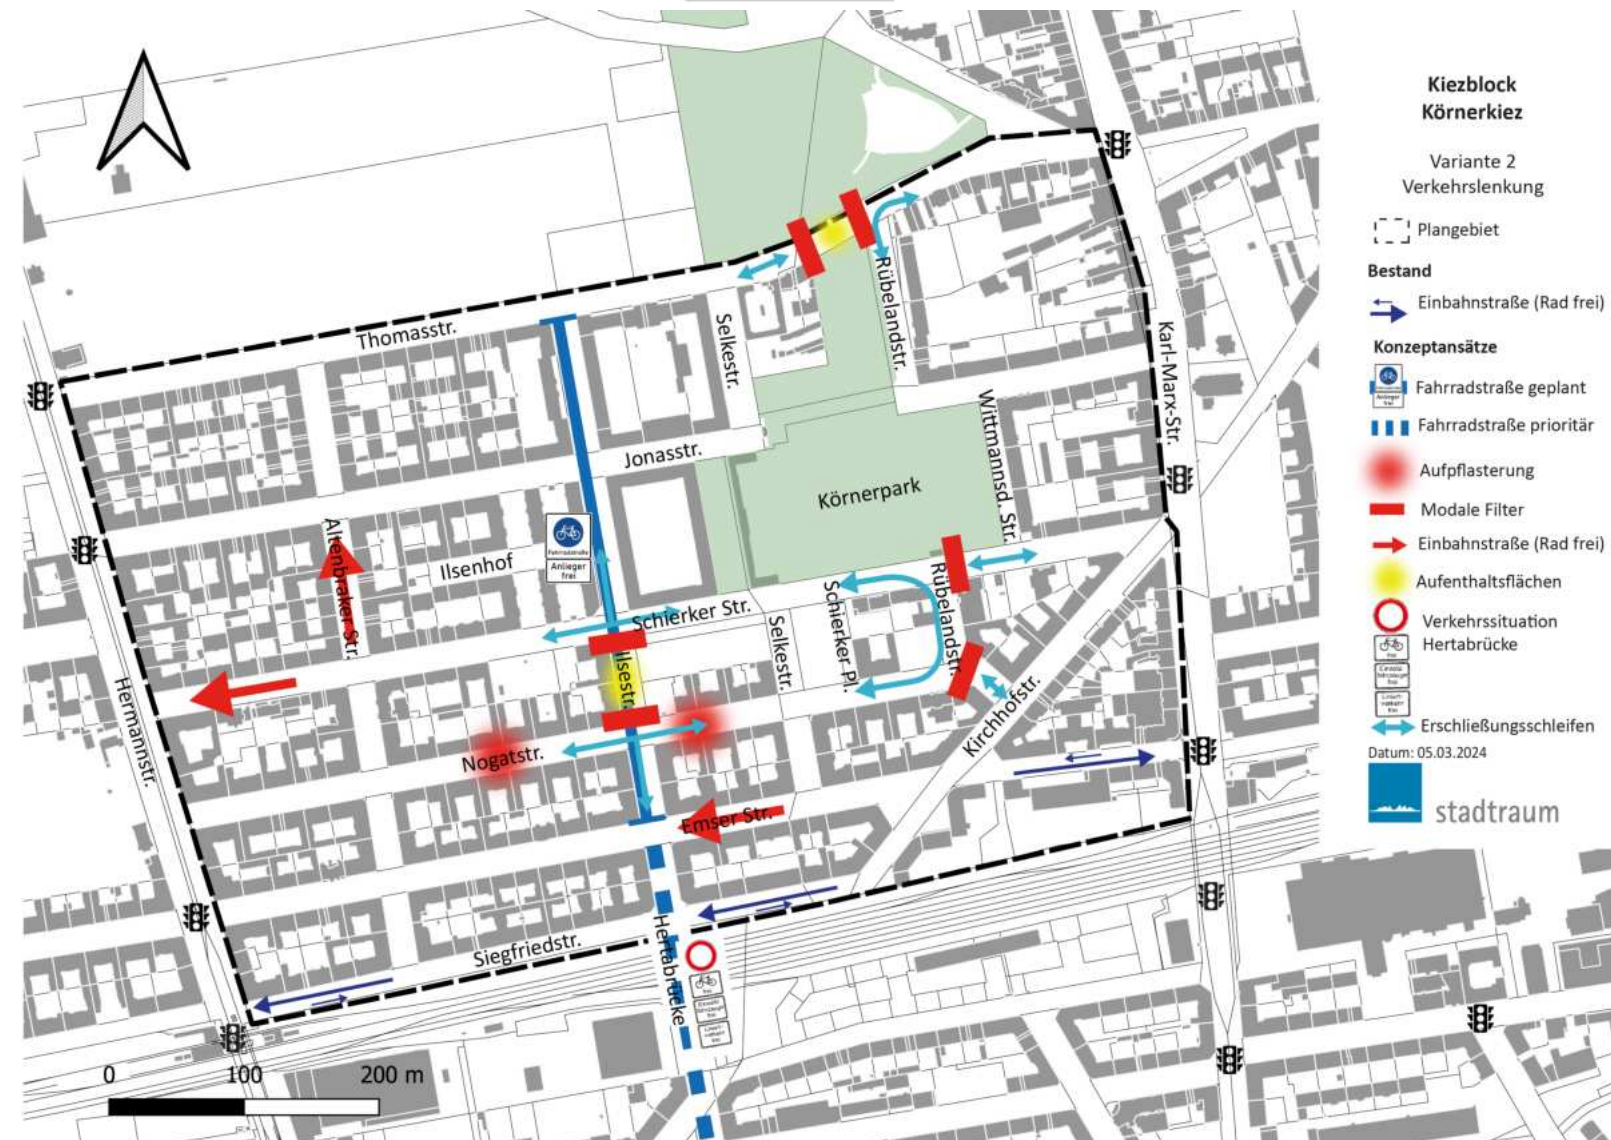 Kiezblock
Körnerkiez
Variante 2
Verkehrslenkung
Plangebiet
Bestand
Einbahnstraße (Rad frei)
Konzeptansätze
Anlieger
frei
Fahrradstraße geplant
Fahrradstraße prioritär
Aufpflasterung
Modale Filter
Einbahnstraße (Rad frei)
Aufenthaltsflächen
Verkehrssituation
Hertabrücke
Erschließungsschleifen
Datum: 05.03.2024
stadtraum
Thomasstr.
Selkestr.
Rübelandstr.
Karl-Marx-Str.
Wittmannsd. Str.
Jonasstr.
Körnerpark
Altenbraker Str.
Ilsenhof
Fahrradstraße
Anlieger
frei
Schierker Str.
Selkestr.
Schierker Pl.
Rübelandstr.
Ilsestr.
Hermannstr.
Nogatstr.
Kirchhofstr.
Emser Str.
Siegfriedstr.
Hertabrücke
0 100 200 m